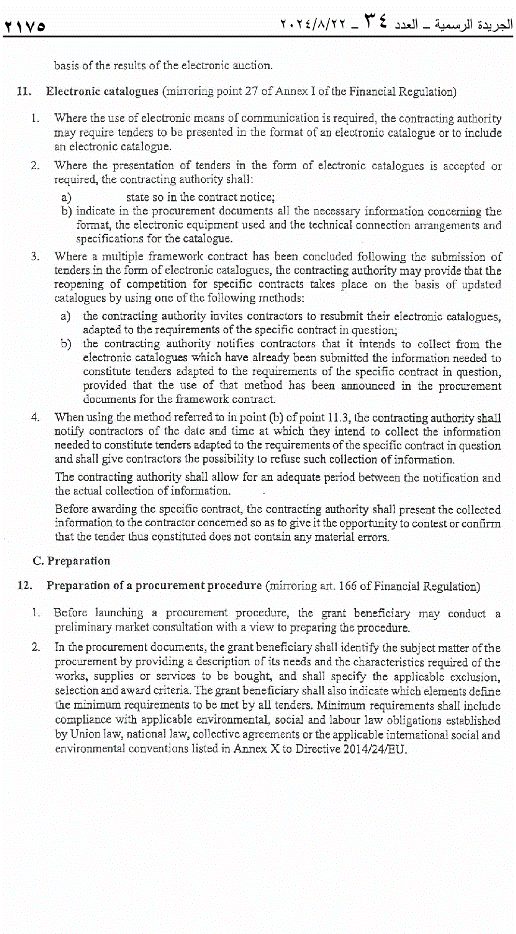 ٢١٧٥
الجريدة الرسمية ــ العدد ٣٤ ــ ٢٠٢٤/٨/٢٢
basis of the results of the electronic auction.
11. Electronic catalogues (mirroring point 27 of Annex I of the Financial Regulation)
1. Where the use of electronic means of communication is required, the contracting authority
may require tenders to be presented in the format of an electronic catalogue or to include
an electronic catalogue.
2. Where the presentation of tenders in the form of electronic catalogues is accepted or
required, the contracting authority shall:
a) state so in the contract notice;
b) indicate in the procurement documents all the necessary information concerning the
format, the electronic equipment used and the technical connection arrangements and
specifications for the catalogue.
3. Where a multiple framework contract has been concluded following the submission of
tenders in the form of electronic catalogues, the contracting authority may provide that the
reopening of competition for specific contracts takes place on the basis of updated
catalogues by using one of the following methods:
a) the contracting authority invites contractors to resubmit their electronic catalogues,
adapted to the requirements of the specific contract in question;
b) the contracting authority notifies contractors that it intends to collect from the
electronic catalogues which have already been submitted the information needed to
constitute tenders adapted to the requirements of the specific contract in question,
provided that the use of that method has been announced in the procurement
documents for the framework contract.
4. When using the method referred to in point (b) of point 11.3, the contracting authority shall
notify contractors of the date and time at which they intend to collect the information
needed to constitute tenders adapted to the requirements of the specific contract in question
and shall give contractors the possibility to refuse such collection of information.
The contracting authority shall allow for an adequate period between the notification and
the actual collection of information.
Before awarding the specific contract, the contracting authority shall present the collected
information to the contractor concerned so as to give it the opportunity to contest or confirm
that the tender thus constituted does not contain any material errors.
C. Preparation
12. Preparation of a procurement procedure (mirroring art. 166 of Financial Regulation)
1. Before launching a procurement procedure, the grant beneficiary may conduct a
preliminary market consultation with a view to preparing the procedure.
2. In the procurement documents, the grant beneficiary shall identify the subject matter of the
procurement by providing a description of its needs and the characteristics required of the
works, supplies or services to be bought, and shall specify the applicable exclusion,
selection and award criteria. The grant beneficiary shall also indicate which elements define
the minimum requirements to be met by all tenders. Minimum requirements shall include
compliance with applicable environmental, social and labour law obligations established
by Union law, national law, collective agreements or the applicable international social and
environmental conventions listed in Annex X to Directive 2014/24/EU.